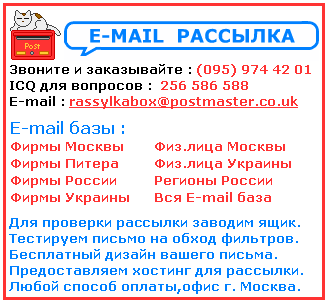 Post
E-MAIL РАССЫЛКА
Звоните и заказывайте : (095) 974 42 01
ICQ для вопросов : 256 586 588
E-mail : rassylkabox@postmaster.co.uk
E-mail базы :
Фирмы Москвы Физ.лица Москвы
Фирмы Питера Физ.лица Украины
Фирмы России Регионы России
Фирмы Украины Вся E-mail база
Для проверки рассылки заводим ящик.
Тестируем письмо на обход фильтров.
Бесплатный дизайн вашего письма.
Предоставляем хостинг для рассылки.
Любой способ оплаты,офис г. Москва.